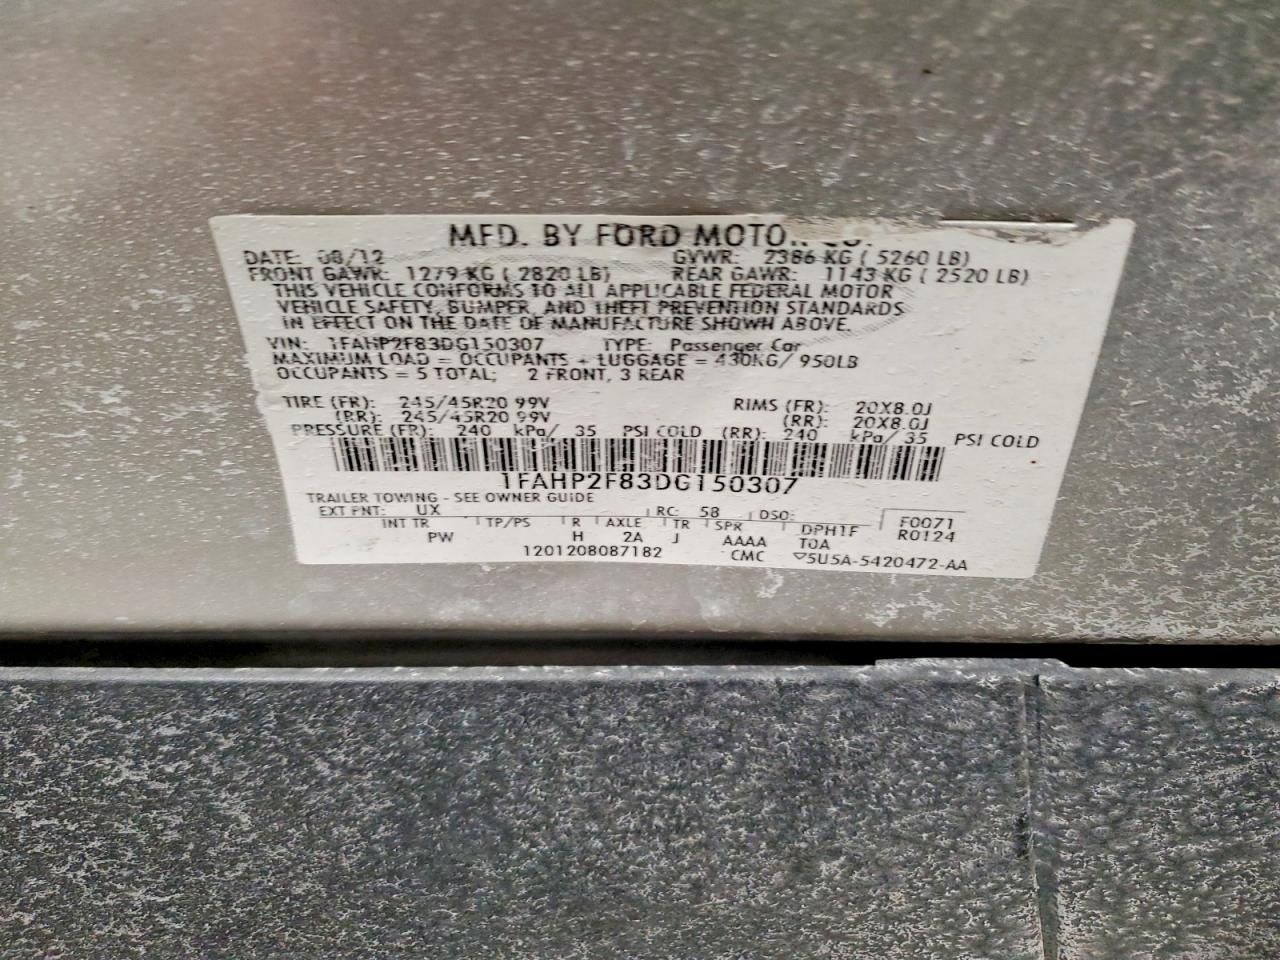 MFD. BY FORD MOTOR CO.
DATE: 08/12 GVWR: 2386 KG ( 5260 LB)
FRONT GAWR: 1279 KG ( 2820 LB) REAR GAWR: 1143 KG ( 2520 LB)
THIS VEHICLE CONFORMS TO ALL APPLICABLE FEDERAL MOTOR
VEHICLE SAFETY, BUMPER, AND THEFT PREVENTION STANDARDS
IN EFFECT ON THE DATE OF MANUFACTURE SHOWN ABOVE.
VIN: 1FAHP2F83DG150307 TYPE: Passenger Car
MAXIMUM LOAD = OCCUPANTS + LUGGAGE = 430KG/ 950LB
OCCUPANTS = 5 TOTAL; 2 FRONT, 3 REAR
TIRE (FR): 245/45R20 99V RIMS (FR): 20X8.0J
(RR): 245/45R20 99V (RR): 20X8.0J
PRESSURE (FR): 240 kPa/ 35 PSI COLD (RR): 240 kPa/ 35 PSI COLD
1FAHP2F83DG150307
TRAILER TOWING - SEE OWNER GUIDE
EXT PNT: UX RC: 58 DSO: F0071
INT TR TP/PS R AXLE TR SPR DPH1F R0124
PW H 2A J AAAA T0A
1201208087182 CMC ▽5U5A-5420472-AA